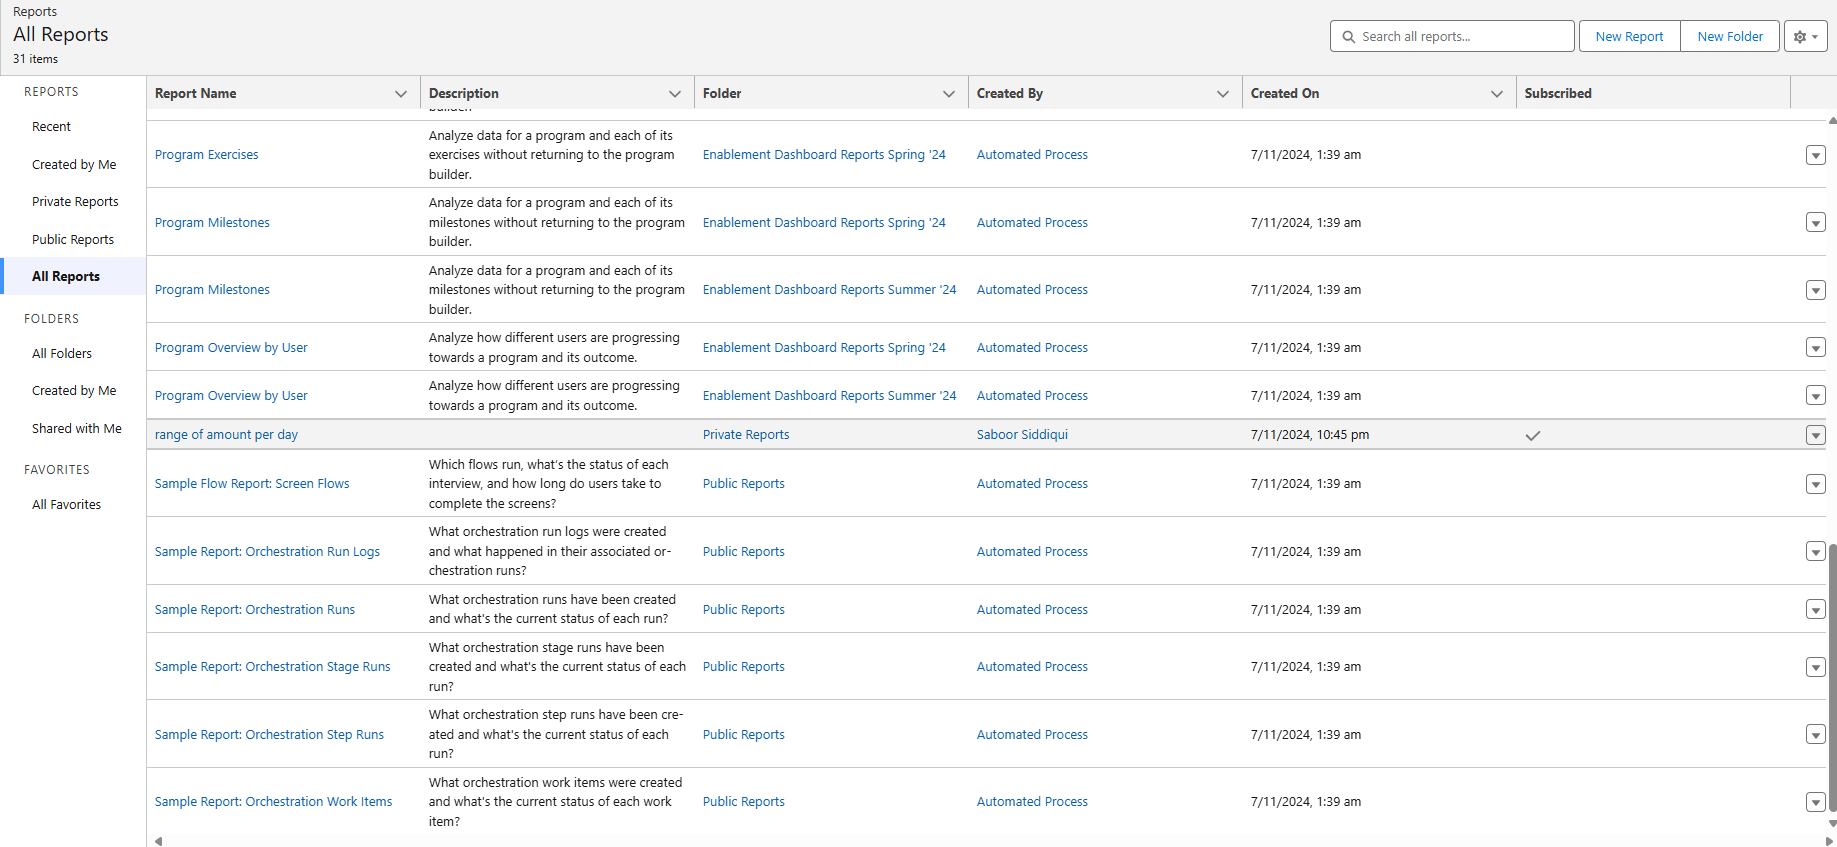 Reports
All Reports
31 items
Search all reports...
New Report
New Folder
REPORTS
Recent
Created by Me
Private Reports
Public Reports
All Reports
FOLDERS
All Folders
Created by Me
Shared with Me
FAVORITES
All Favorites
Report Name
Description
Folder
Created By
Created On
Subscribed
builder.
Program Exercises
Analyze data for a program and each of its
exercises without returning to the program
builder.
Enablement Dashboard Reports Spring '24
Automated Process
7/11/2024, 1:39 am
Program Milestones
Analyze data for a program and each of its
milestones without returning to the program
builder.
Enablement Dashboard Reports Spring '24
Automated Process
7/11/2024, 1:39 am
Program Milestones
Analyze data for a program and each of its
milestones without returning to the program
builder.
Enablement Dashboard Reports Summer '24
Automated Process
7/11/2024, 1:39 am
Program Overview by User
Analyze how different users are progressing
towards a program and its outcome.
Enablement Dashboard Reports Spring '24
Automated Process
7/11/2024, 1:39 am
Program Overview by User
Analyze how different users are progressing
towards a program and its outcome.
Enablement Dashboard Reports Summer '24
Automated Process
7/11/2024, 1:39 am
range of amount per day
Private Reports
Saboor Siddiqui
7/11/2024, 10:45 pm
Sample Flow Report: Screen Flows
Which flows run, what's the status of each
interview, and how long do users take to
complete the screens?
Public Reports
Automated Process
7/11/2024, 1:39 am
Sample Report: Orchestration Run Logs
What orchestration run logs were created
and what happened in their associated or-
chestration runs?
Public Reports
Automated Process
7/11/2024, 1:39 am
Sample Report: Orchestration Runs
What orchestration runs have been created
and what's the current status of each run?
Public Reports
Automated Process
7/11/2024, 1:39 am
Sample Report: Orchestration Stage Runs
What orchestration stage runs have been
created and what's the current status of each
run?
Public Reports
Automated Process
7/11/2024, 1:39 am
Sample Report: Orchestration Step Runs
What orchestration step runs have been cre-
ated and what's the current status of each
run?
Public Reports
Automated Process
7/11/2024, 1:39 am
Sample Report: Orchestration Work Items
What orchestration work items were created
and what's the current status of each work
item?
Public Reports
Automated Process
7/11/2024, 1:39 am